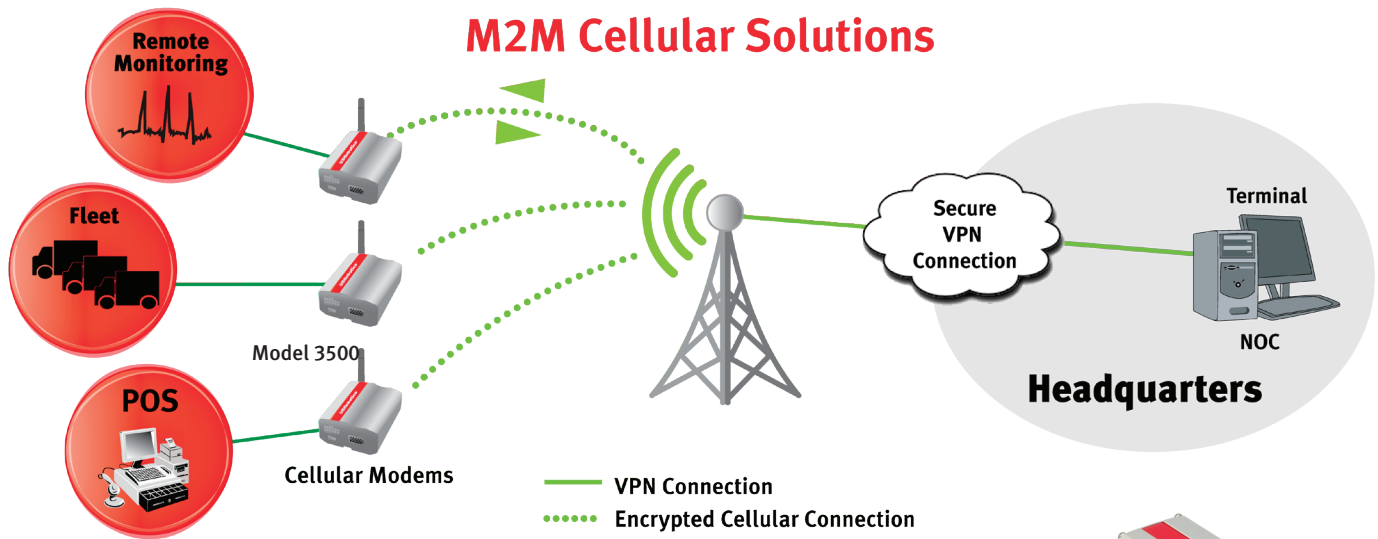 M2M Cellular Solutions
Remote
Monitoring
Fleet
Model 3500
POS
Cellular Modems
Secure
VPN
Connection
Terminal
NOC
Headquarters
VPN Connection
Encrypted Cellular Connection